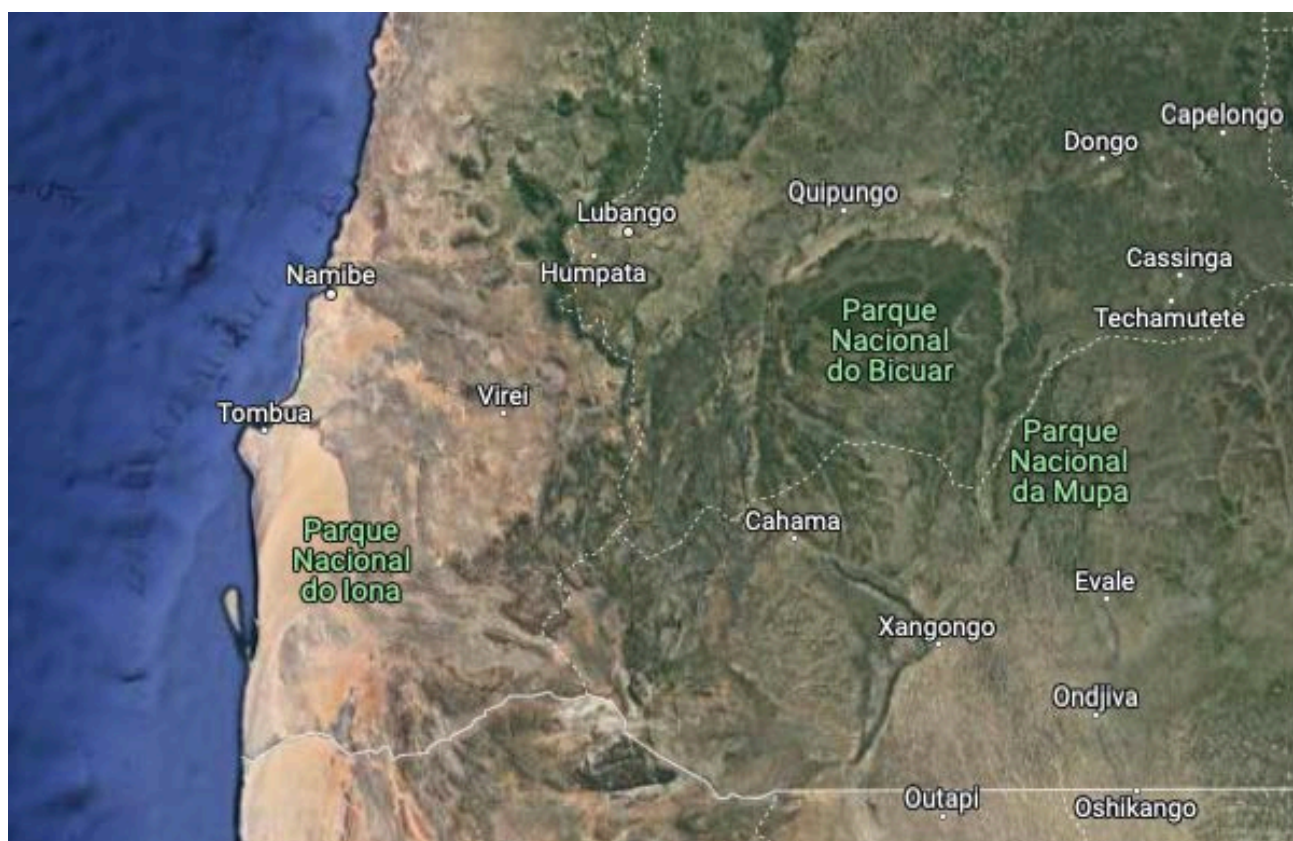 Capelongo
Dongo
Quipungo
Lubango
Cassinga
Humpata
Namibe
Parque
Nacional
do Bicuar
Techamutete
Virei
Tombua
Parque
Nacional
da Mupa
Cahama
Parque
Nacional
do Iona
Evale
Xangongo
Ondjiva
Outapi
Oshikango